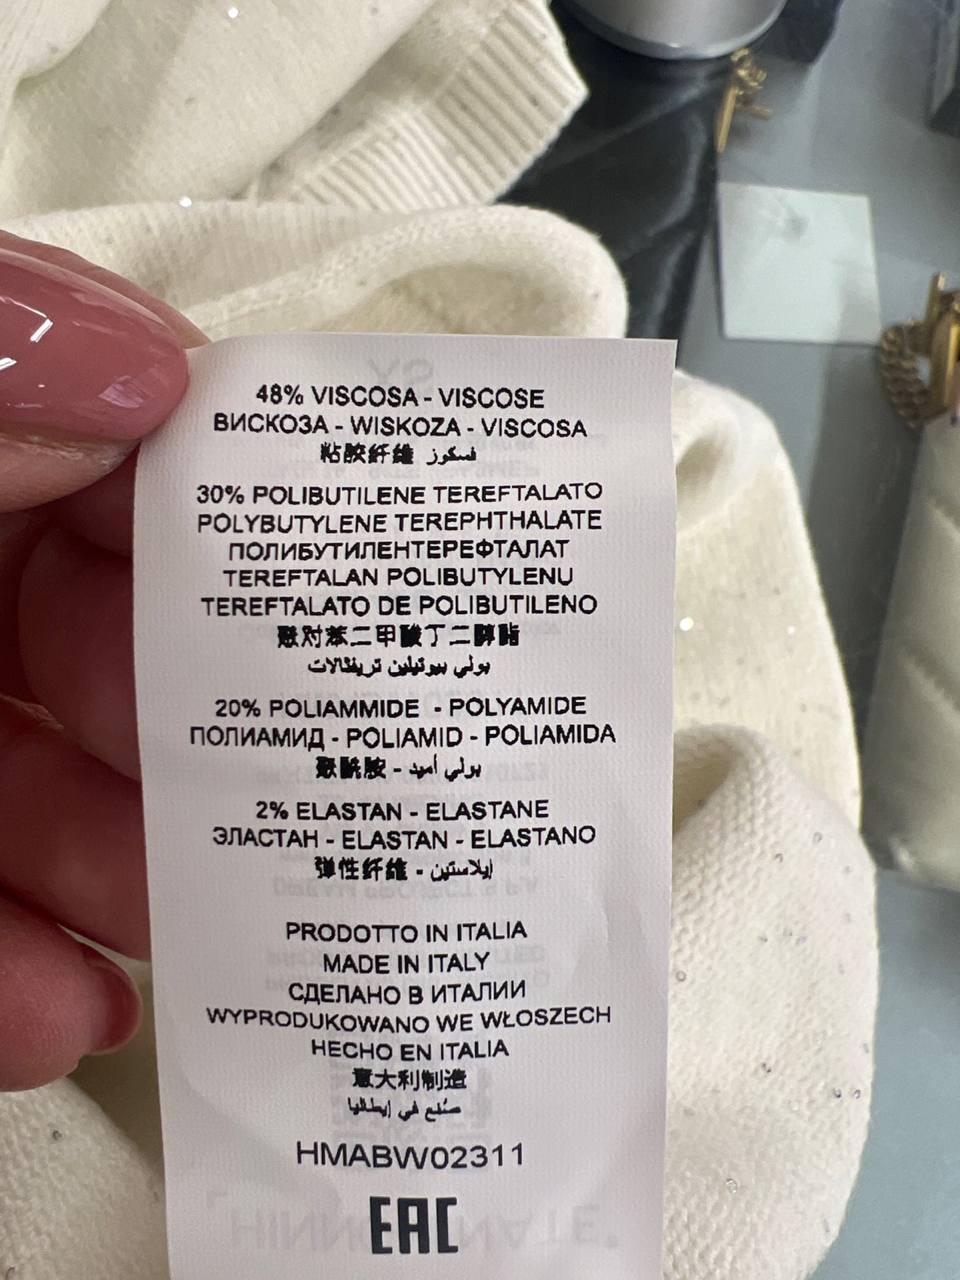 48% VISCOSA - VISCOSE
ВИСКОЗА - WISKOZA - VISCOSA
粘胶纤维 فسكوز
30% POLIBUTILENE TEREFTALATO
POLYBUTYLENE TEREPHTHALATE
ПОЛИБУТИЛЕНТЕРЕФТАЛАТ
TEREFTALAN POLIBUTYLENU
TEREFTALATO DE POLIBUTILENO
聚对苯二甲酸丁二醇酯
بولي بيوتيلين تريفثالات
20% POLIAMMIDE - POLYAMIDE
ПОЛИАМИД - POLIAMID - POLIAMIDA
聚酰胺 - بولي أميد
2% ELASTAN - ELASTANE
ЭЛАСТАН - ELASTAN - ELASTANO
弹性纤维 - إيلاستين
PRODOTTO IN ITALIA
MADE IN ITALY
СДЕЛАНО В ИТАЛИИ
WYPRODUKOWANO WE WŁOSZECH
HECHO EN ITALIA
意大利制造
صُنع في إيطاليا
HMABW02311
EAC